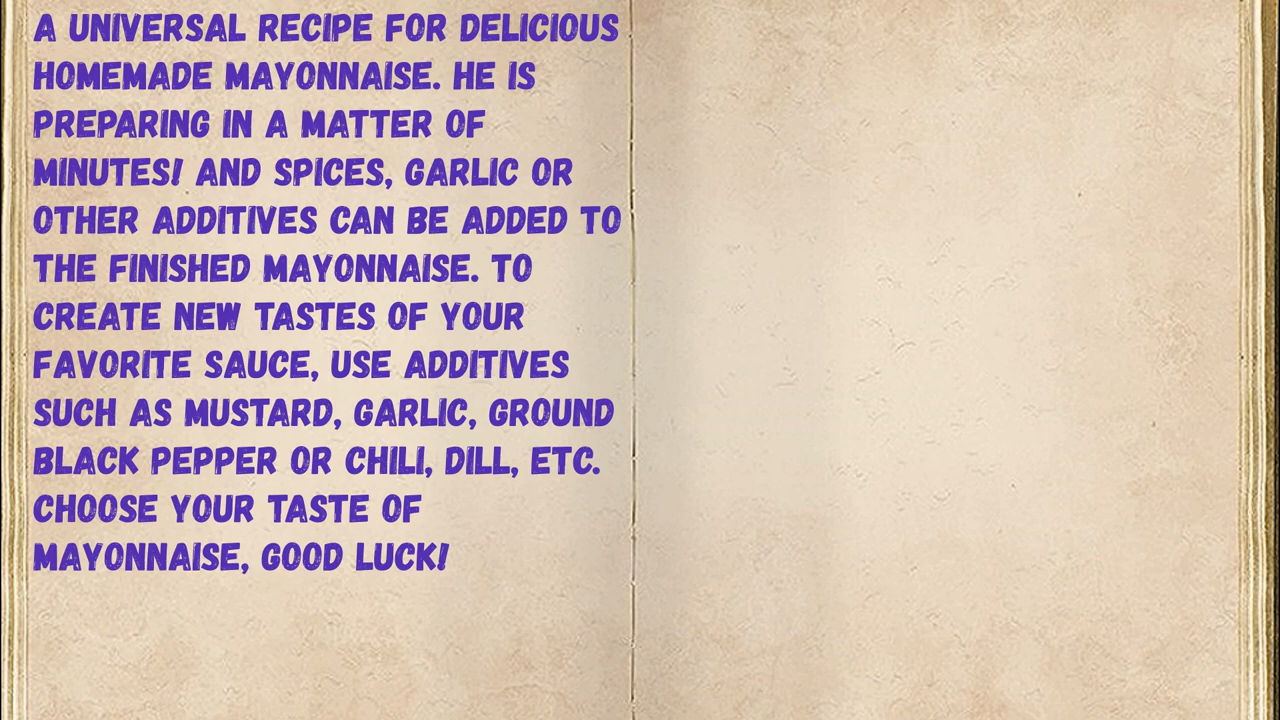 A UNIVERSAL RECIPE FOR DELICIOUS
HOMEMADE MAYONNAISE. HE IS
PREPARING IN A MATTER OF
MINUTES! AND SPICES, GARLIC OR
OTHER ADDITIVES CAN BE ADDED TO
THE FINISHED MAYONNAISE. TO
CREATE NEW TASTES OF YOUR
FAVORITE SAUCE, USE ADDITIVES
SUCH AS MUSTARD, GARLIC, GROUND
BLACK PEPPER OR CHILI, DILL, ETC.
CHOOSE YOUR TASTE OF
MAYONNAISE, GOOD LUCK!